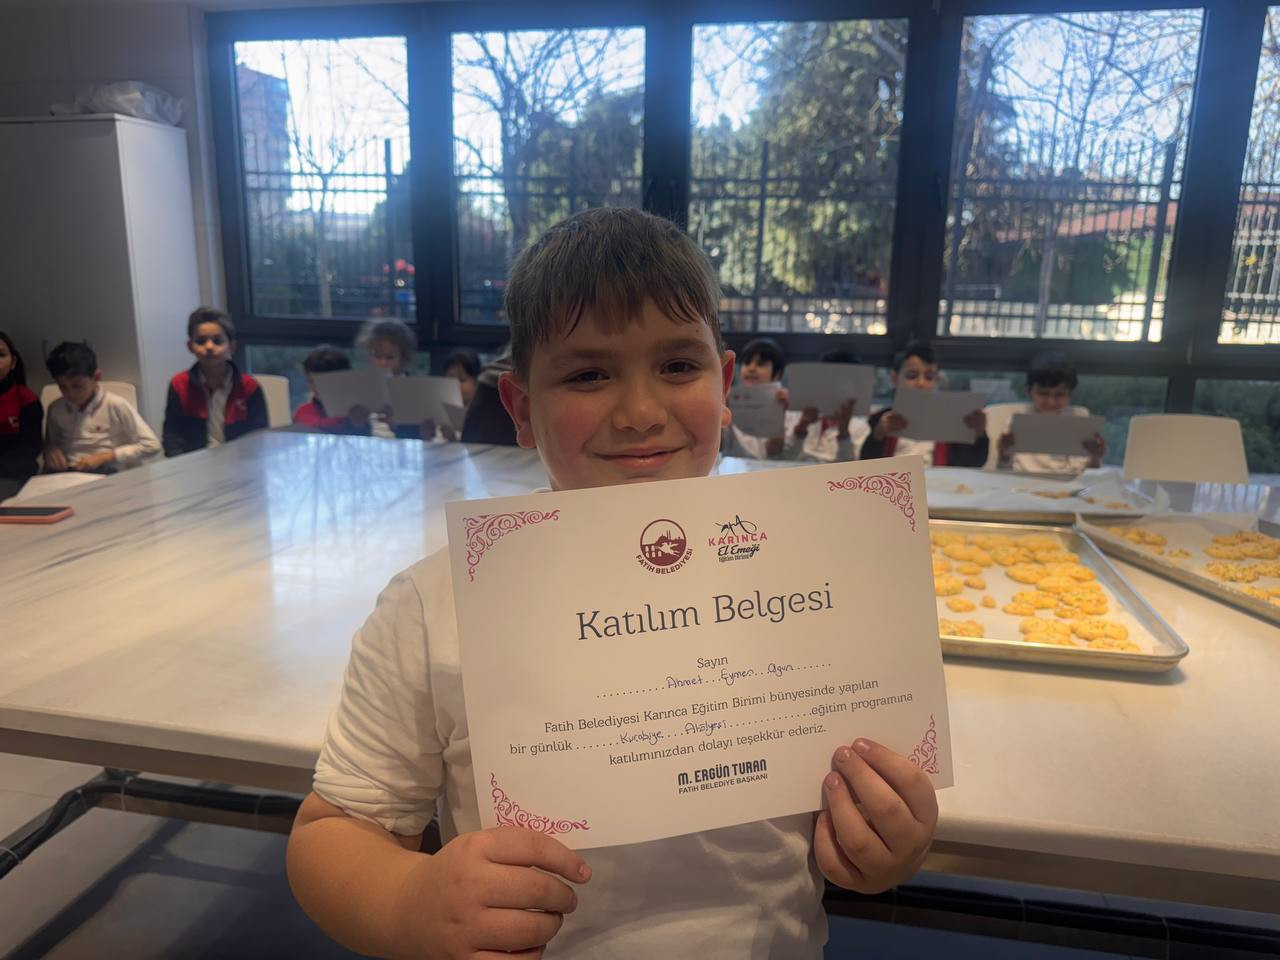 FATİH BELEDİYESİ
KARINCA
El Emeği
Eğitim Birimi
Katılım Belgesi
Sayın
...........Ahmet...Eymen...Ogun......
Fatih Belediyesi Karınca Eğitim Birimi bünyesinde yapılan
bir günlük .......Kurabiye....Atölyesi.............eğitim programına
katılımınızdan dolayı teşekkür ederiz.
M. ERGÜN TURAN
FATİH BELEDİYE BAŞKANI